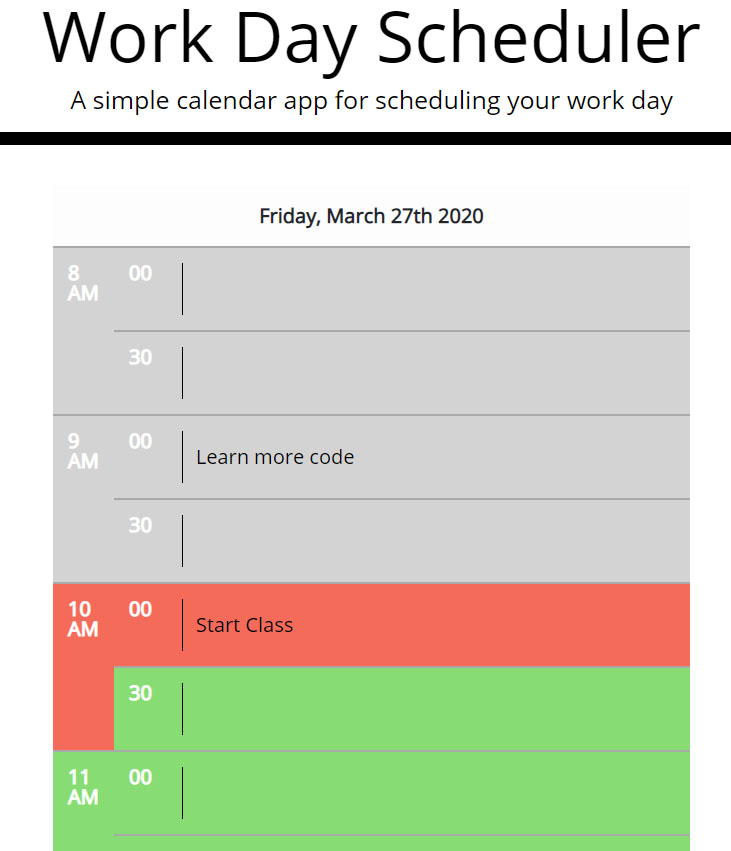 Work Day Scheduler
A simple calendar app for scheduling your work day
Friday, March 27th 2020
8 AM 00
30
9 AM 00 Learn more code
30
10 AM 00 Start Class
30
11 AM 00